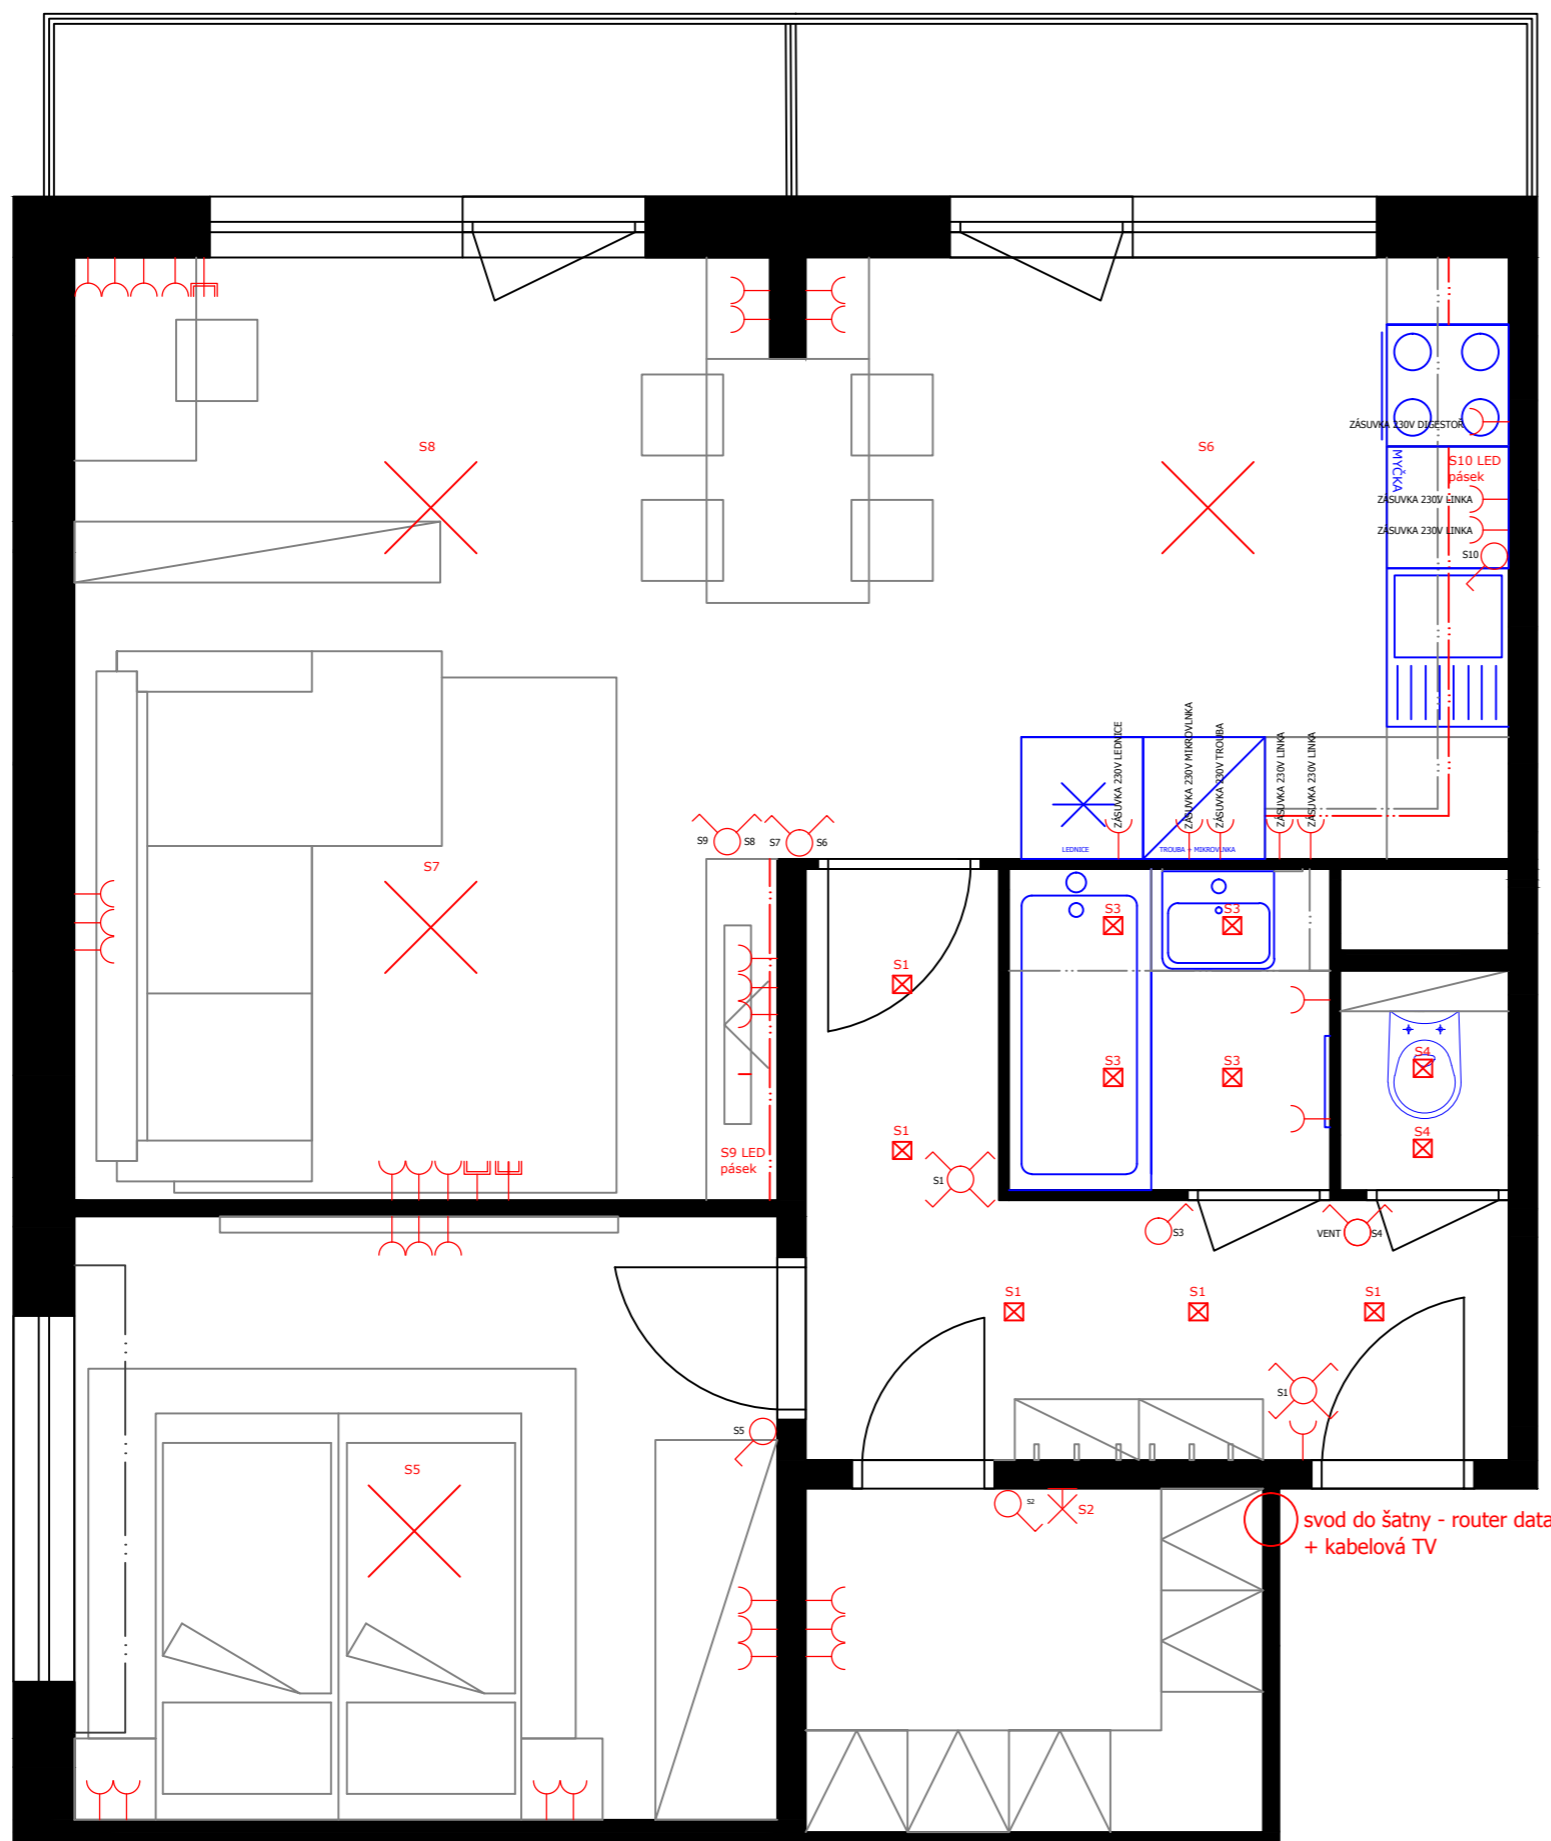 S8
S6
ZÁSUVKA 230V DIGESTOŘ
MYČKA
S10 LED
pásek
ZÁSUVKA 230V LINKA
ZÁSUVKA 230V LINKA
S10
ZÁSUVKA 230V LEDNICE
ZÁSUVKA 230V MIKROVLNKA
ZÁSUVKA 230V TROUBA
ZÁSUVKA 230V LINKA
ZÁSUVKA 230V LINKA
S9
S8
S7
S6
LEDNICE
TROUBA + MIKROVLNKA
S7
S3
S3
S1
S3
S3
S4
S1
S4
S9 LED
pásek
S1
S3
VENT
S4
S1
S1
S1
S1
S5
S5
S2
S2
svod do šatny - router data
+ kabelová TV